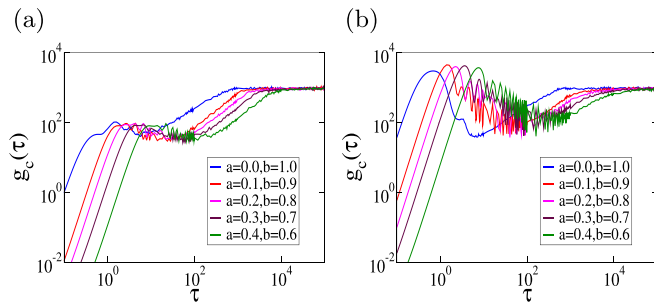 (a)
10^4
10^2
10^0
10^-2
g_c(τ)
a=0.0,b=1.0
a=0.1,b=0.9
a=0.2,b=0.8
a=0.3,b=0.7
a=0.4,b=0.6
10^0 10^2 10^4
τ
(b)
10^4
10^2
10^0
10^-2
g_c(τ)
a=0.0,b=1.0
a=0.1,b=0.9
a=0.2,b=0.8
a=0.3,b=0.7
a=0.4,b=0.6
10^0 10^2 10^4
τ